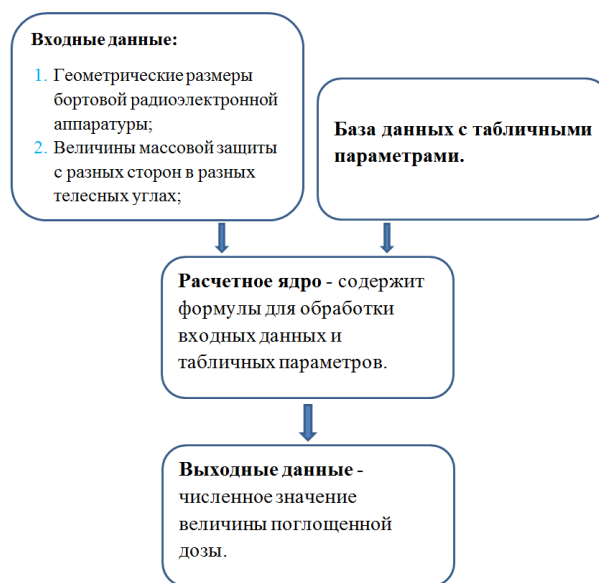 Входные данные:
1. Геометрические размеры
бортовой радиоэлектронной
аппаратуры;
2. Величины массовой защиты
с разных сторон в разных
телесных углах;
База данных с табличными
параметрами.
Расчетное ядро - содержит
формулы для обработки
входных данных и
табличных параметров.
Выходные данные -
численное значение
величины поглощенной
дозы.